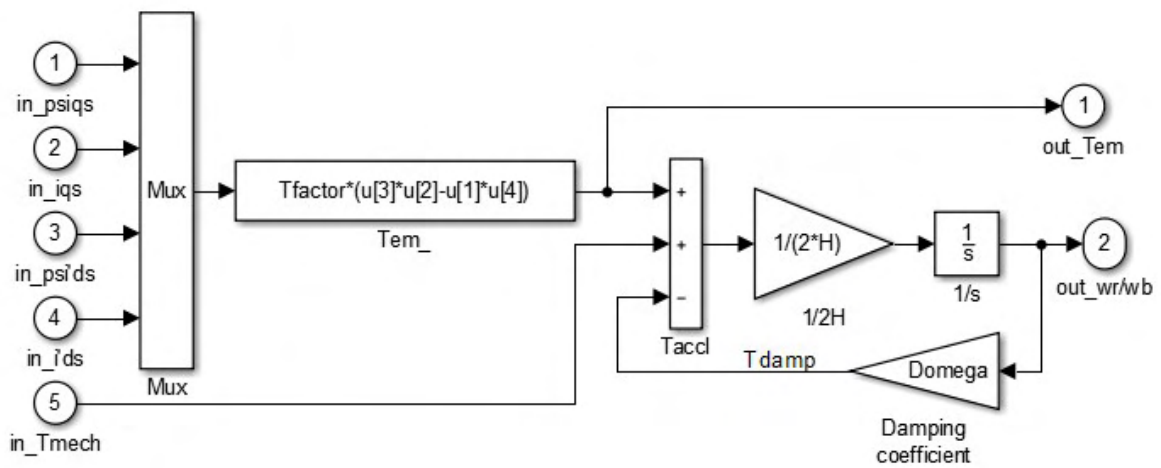 1
in_psiqs
2
in_iqs
3
in_psi'ds
4
in_i'ds
5
in_Tmech
Mux
Mux
Tfactor*(u[3]*u[2]-u[1]*u[4])
Tem_
+
+
−
Taccl
1/(2*H)
1/2H
1
s
1/s
1
out_Tem
2
out_wr/wb
Tdamp
Domega
Damping
coefficient